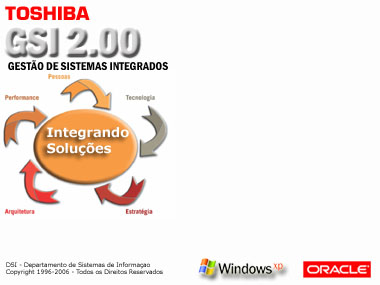 TOSHIBA
GSI 2.00
GESTÃO DE SISTEMAS INTEGRADOS
Pessoas
Performance
Tecnologia
Integrando
Soluções
Arquitetura
Estratégia
DSI - Departamento de Sistemas de Informaçao
Copyright 1996-2006 - Todos os Direitos Reservados
Windows xp
ORACLE